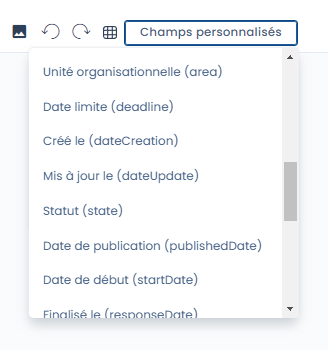 Champs personnalisés
Unité organisationnelle (area)
Date limite (deadline)
Créé le (dateCreation)
Mis à jour le (dateUpdate)
Statut (state)
Date de publication (publishedDate)
Date de début (startDate)
Finalisé le (responseDate)